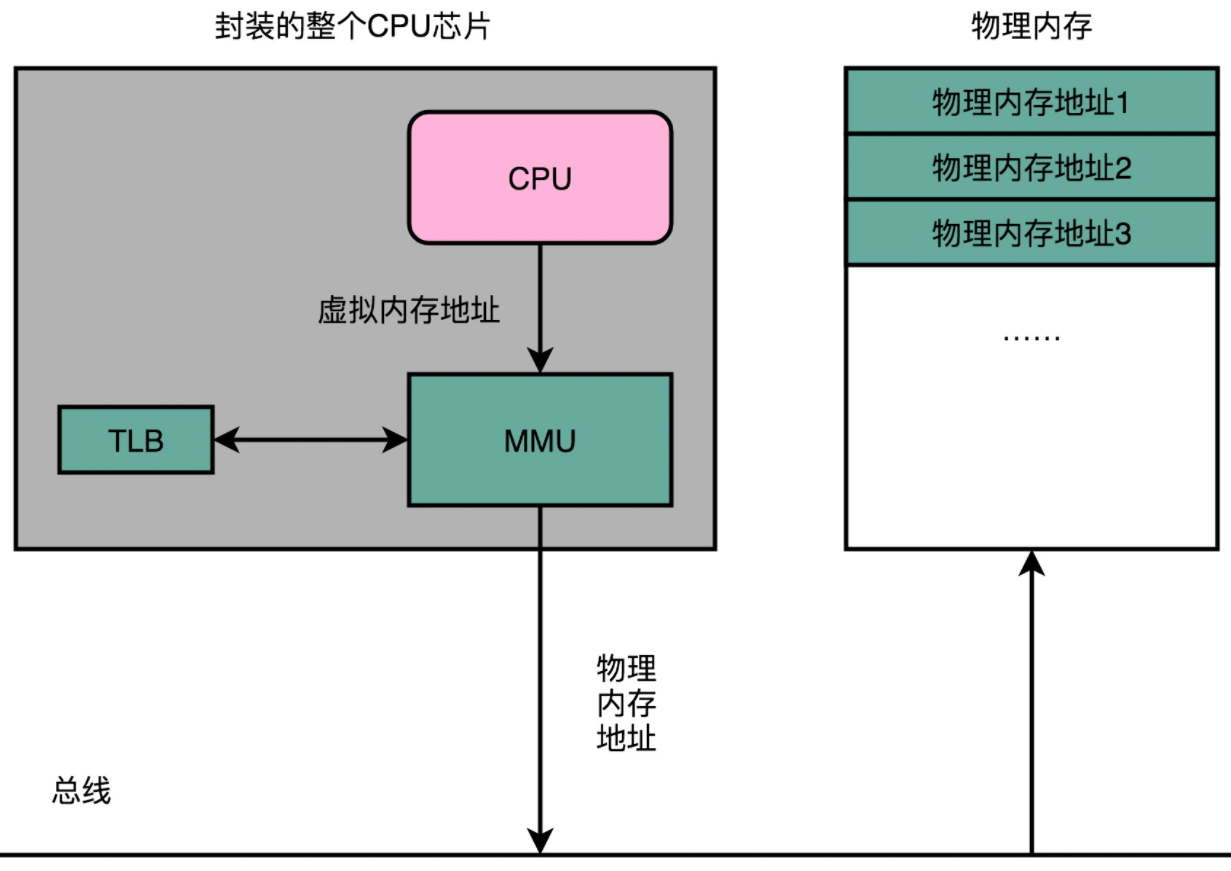 封装的整个CPU芯片
物理内存
物理内存地址1
物理内存地址2
物理内存地址3
……
CPU
虚拟内存地址
TLB
MMU
物理
内存
地址
总线